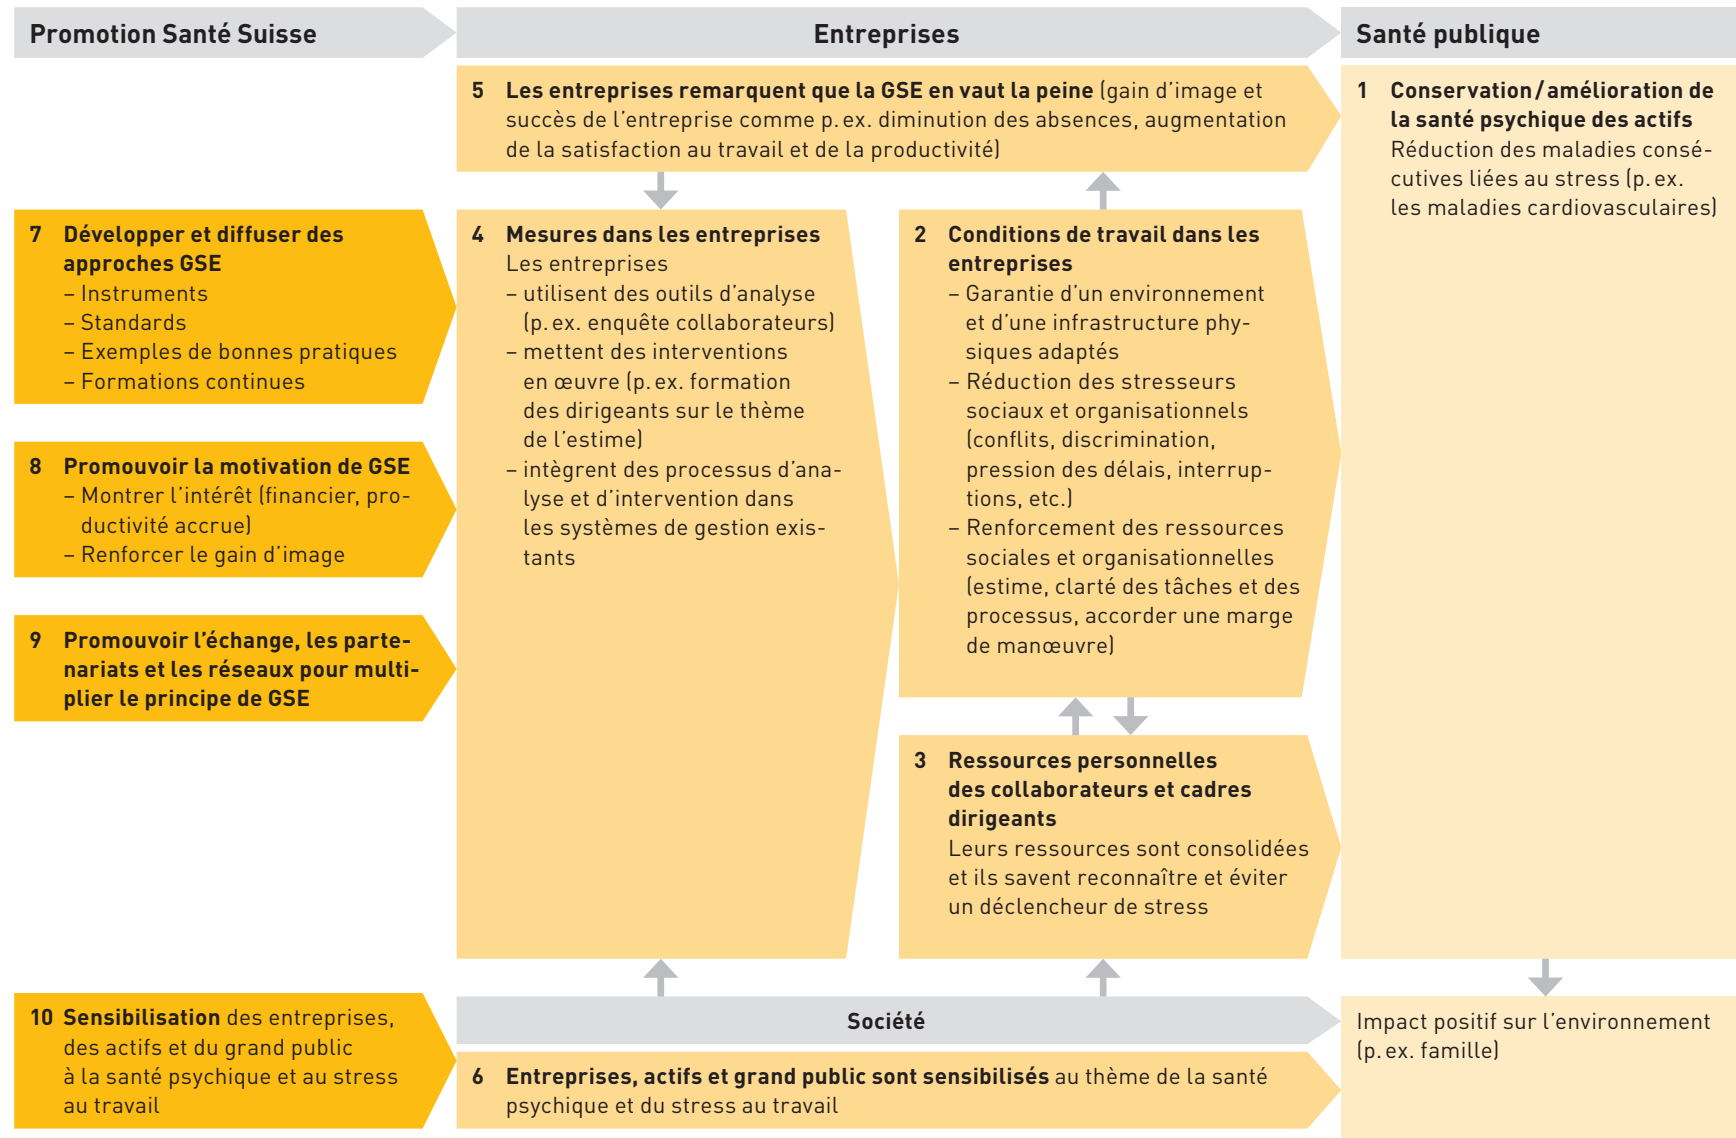 Promotion Santé Suisse
Entreprises
Santé publique
5 Les entreprises remarquent que la GSE en vaut la peine (gain d'image et
succès de l'entreprise comme p. ex. diminution des absences, augmentation
de la satisfaction au travail et de la productivité)
1 Conservation/amélioration de
la santé psychique des actifs
Réduction des maladies consé-
cutives liées au stress (p. ex.
les maladies cardiovasculaires)
7 Développer et diffuser des
approches GSE
– Instruments
– Standards
– Exemples de bonnes pratiques
– Formations continues
8 Promouvoir la motivation de GSE
– Montrer l'intérêt (financier, pro-
ductivité accrue)
– Renforcer le gain d'image
9 Promouvoir l'échange, les parte-
nariats et les réseaux pour multi-
plier le principe de GSE
4 Mesures dans les entreprises
Les entreprises
– utilisent des outils d'analyse
(p. ex. enquête collaborateurs)
– mettent des interventions
en œuvre (p. ex. formation
des dirigeants sur le thème
de l'estime)
– intègrent des processus d'ana-
lyse et d'intervention dans
les systèmes de gestion exis-
tants
2 Conditions de travail dans les
entreprises
– Garantie d'un environnement
et d'une infrastructure phy-
siques adaptés
– Réduction des stresseurs
sociaux et organisationnels
(conflits, discrimination,
pression des délais, interrup-
tions, etc.)
– Renforcement des ressources
sociales et organisationnelles
(estime, clarté des tâches et des
processus, accorder une marge
de manœuvre)
3 Ressources personnelles
des collaborateurs et cadres
dirigeants
Leurs ressources sont consolidées
et ils savent reconnaître et éviter
un déclencheur de stress
10 Sensibilisation des entreprises,
des actifs et du grand public
à la santé psychique et au stress
au travail
Société
6 Entreprises, actifs et grand public sont sensibilisés au thème de la santé
psychique et du stress au travail
Impact positif sur l'environnement
(p. ex. famille)